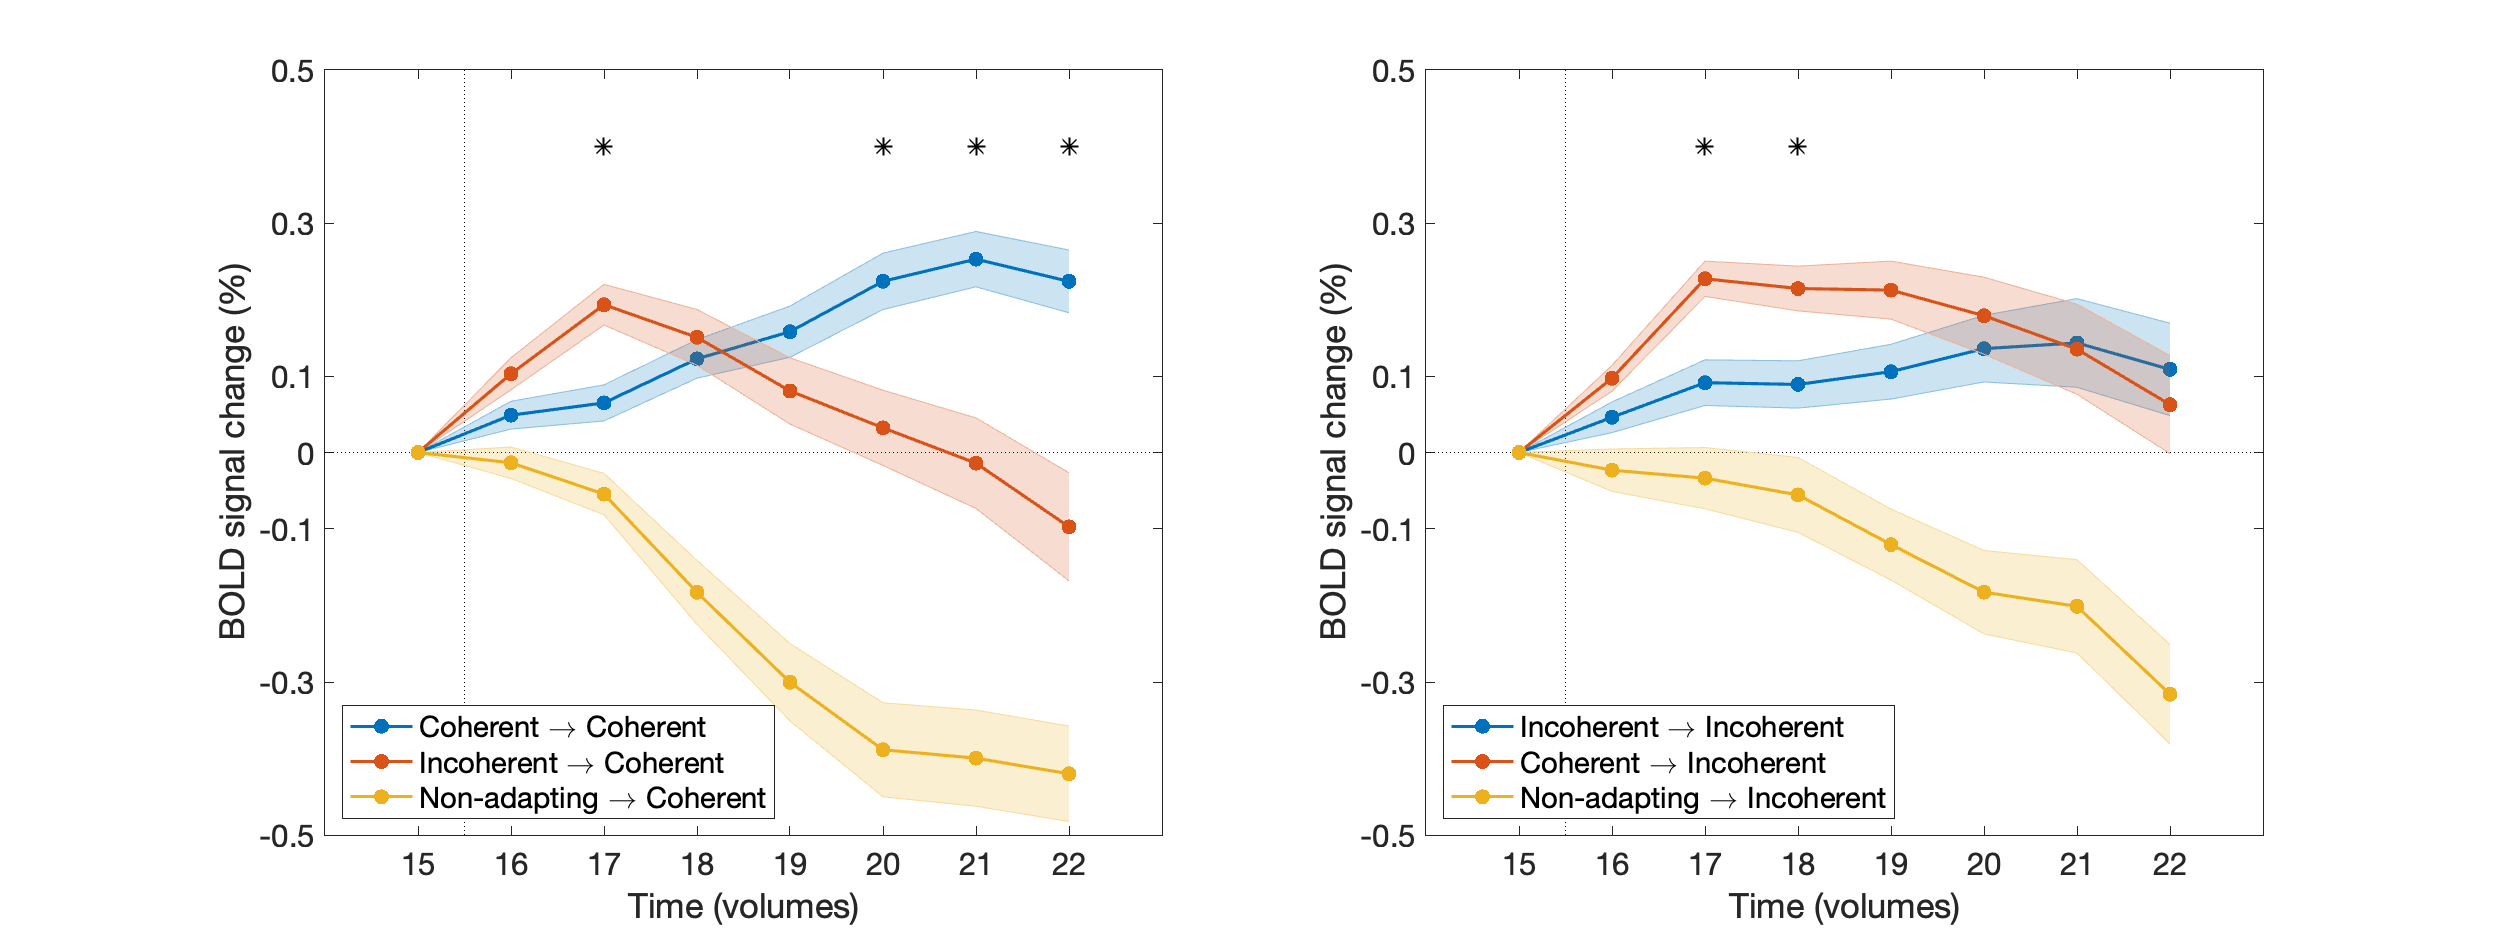 0.5
0.3
0.1
0
-0.1
-0.3
-0.5
BOLD signal change (%)
* * * *
Coherent → Coherent
Incoherent → Coherent
Non-adapting → Coherent
15 16 17 18 19 20 21 22
Time (volumes)
0.5
0.3
0.1
0
-0.1
-0.3
-0.5
BOLD signal change (%)
* *
Incoherent → Incoherent
Coherent → Incoherent
Non-adapting → Incoherent
15 16 17 18 19 20 21 22
Time (volumes)